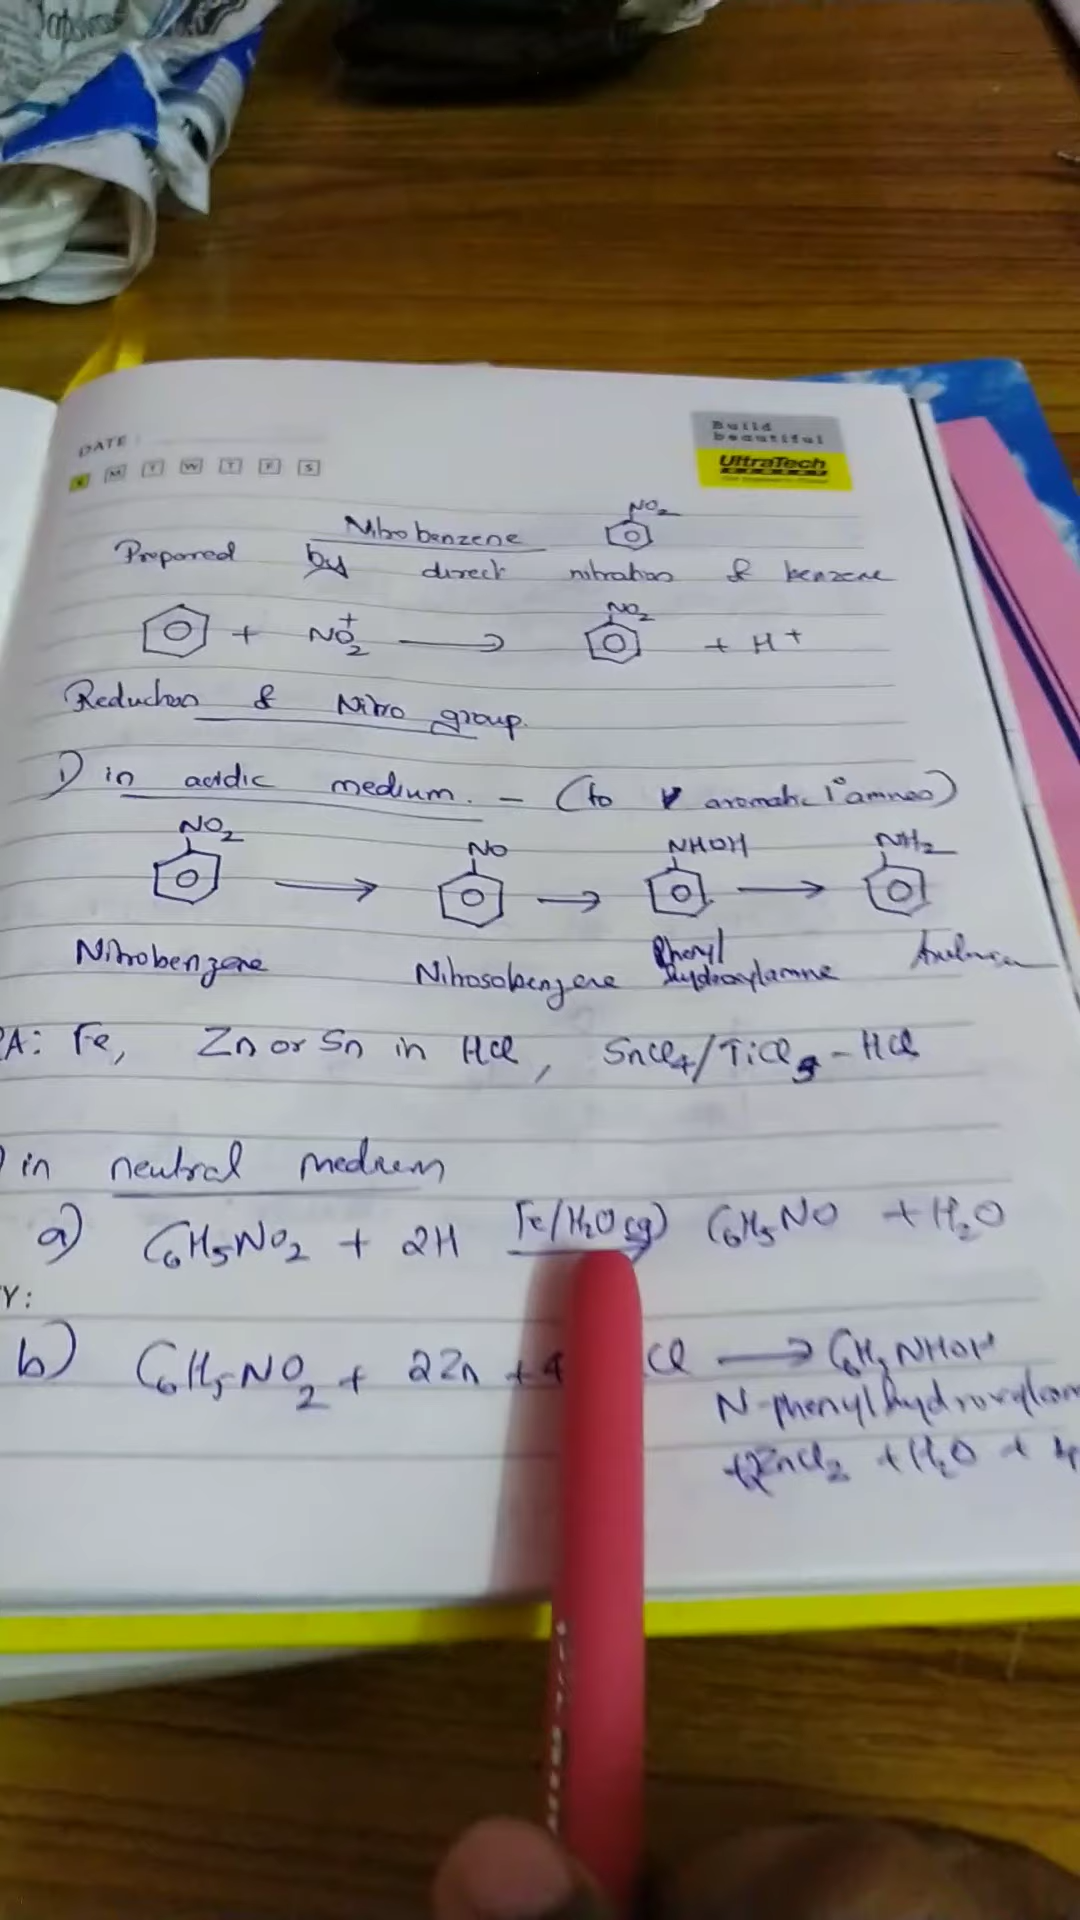 DATE :
S M T W T F S
Build
beautiful
UltraTech
CEMENT
Nitrobenzene NO2
Prepared by direct nitration of benzene
+ NO2+ ⟶ NO2 + H+
Reduction of Nitro group.
1) in acidic medium. - (to aromatic 1° amines)
NO2 ⟶ NO ⟶ NHOH ⟶ NH2
Nitrobenzene Nitrosobenzene Phenyl hydroxylamine
RA: Fe, Zn or Sn in HCl, SnCl4/TiCl3 - HCl
) in neutral medium
a) C6H5NO2 + 2H Fe/H2O(g) C6H5NO + H2O
Y:
b) C6H5NO2 + 2Zn + 4 Cl ⟶ C6H5NHOH
N-phenylhydroxylam
+2ZnCl2 + H2O + 4